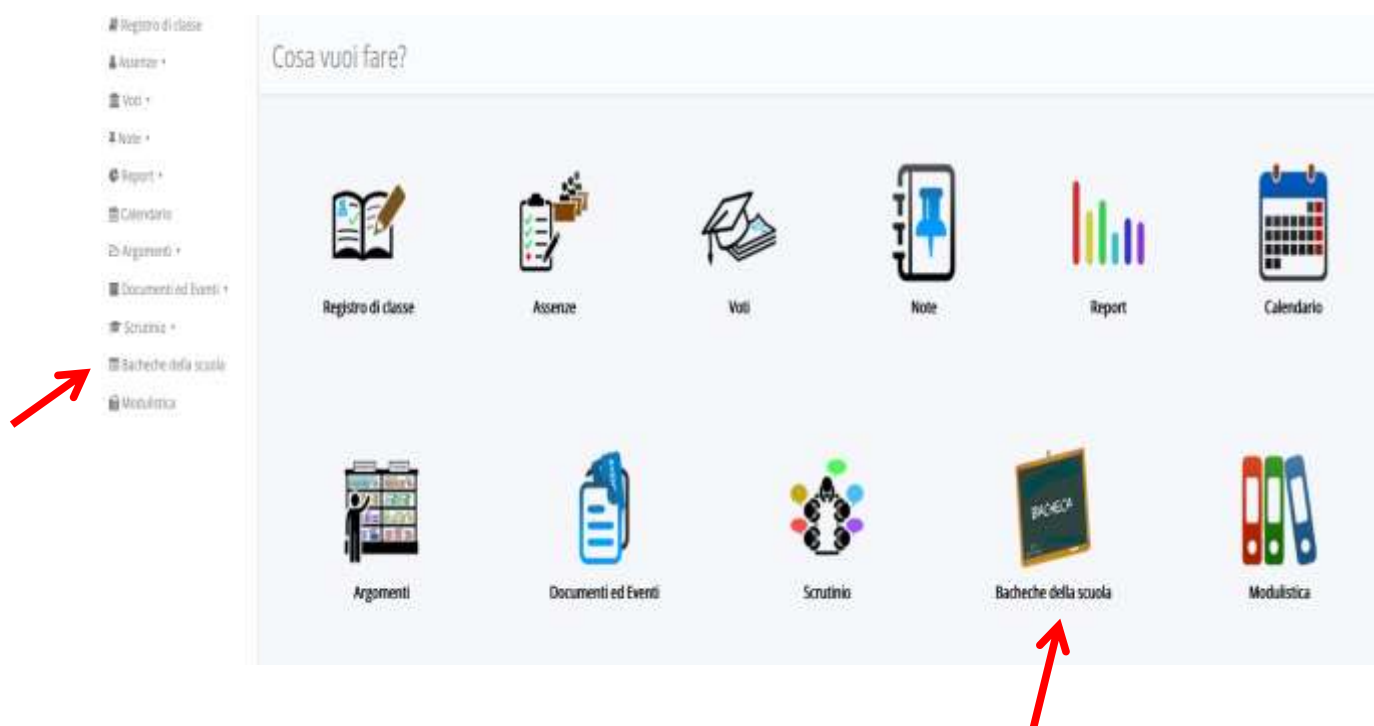 Registro di classe
Assenze
Voti
Note
Report
Calendario
Argomenti
Documenti ed Eventi
Scrutinio
Bacheche della scuola
Modulistica
Cosa vuoi fare?
Registro di classe
Assenze
Voti
Note
Report
Calendario
BACHECA
Argomenti
Documenti ed Eventi
Scrutinio
Bacheche della scuola
Modulistica